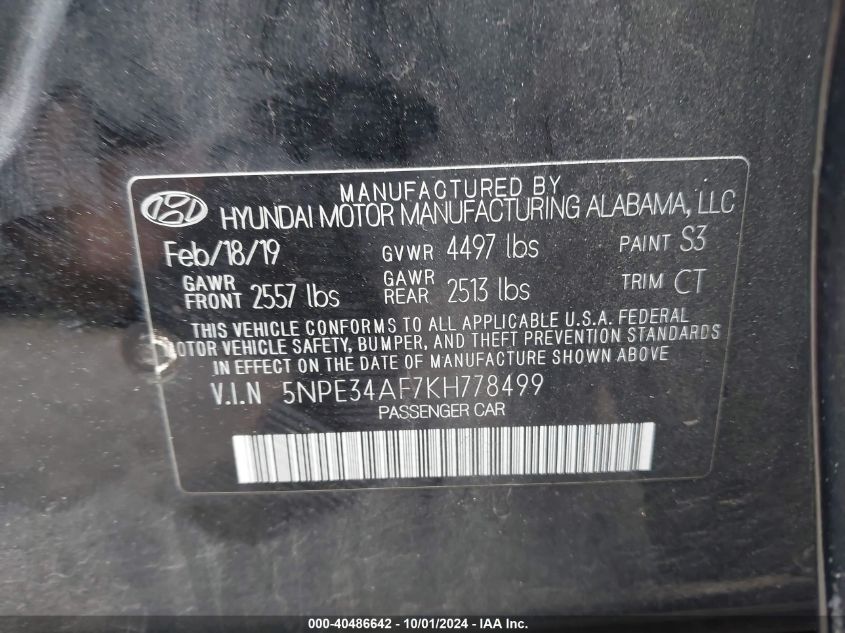 MANUFACTURED BY
HYUNDAI MOTOR MANUFACTURING ALABAMA, LLC
Feb/18/19 GVWR 4497 lbs PAINT S3
GAWR FRONT 2557 lbs GAWR REAR 2513 lbs TRIM CT
THIS VEHICLE CONFORMS TO ALL APPLICABLE U.S.A. FEDERAL
MOTOR VEHICLE SAFETY, BUMPER, AND THEFT PREVENTION STANDARDS
IN EFFECT ON THE DATE OF MANUFACTURE SHOWN ABOVE.
V.I.N 5NPE34AF7KH778499
PASSENGER CAR
000-40486642 - 10/01/2024 - IAA Inc.